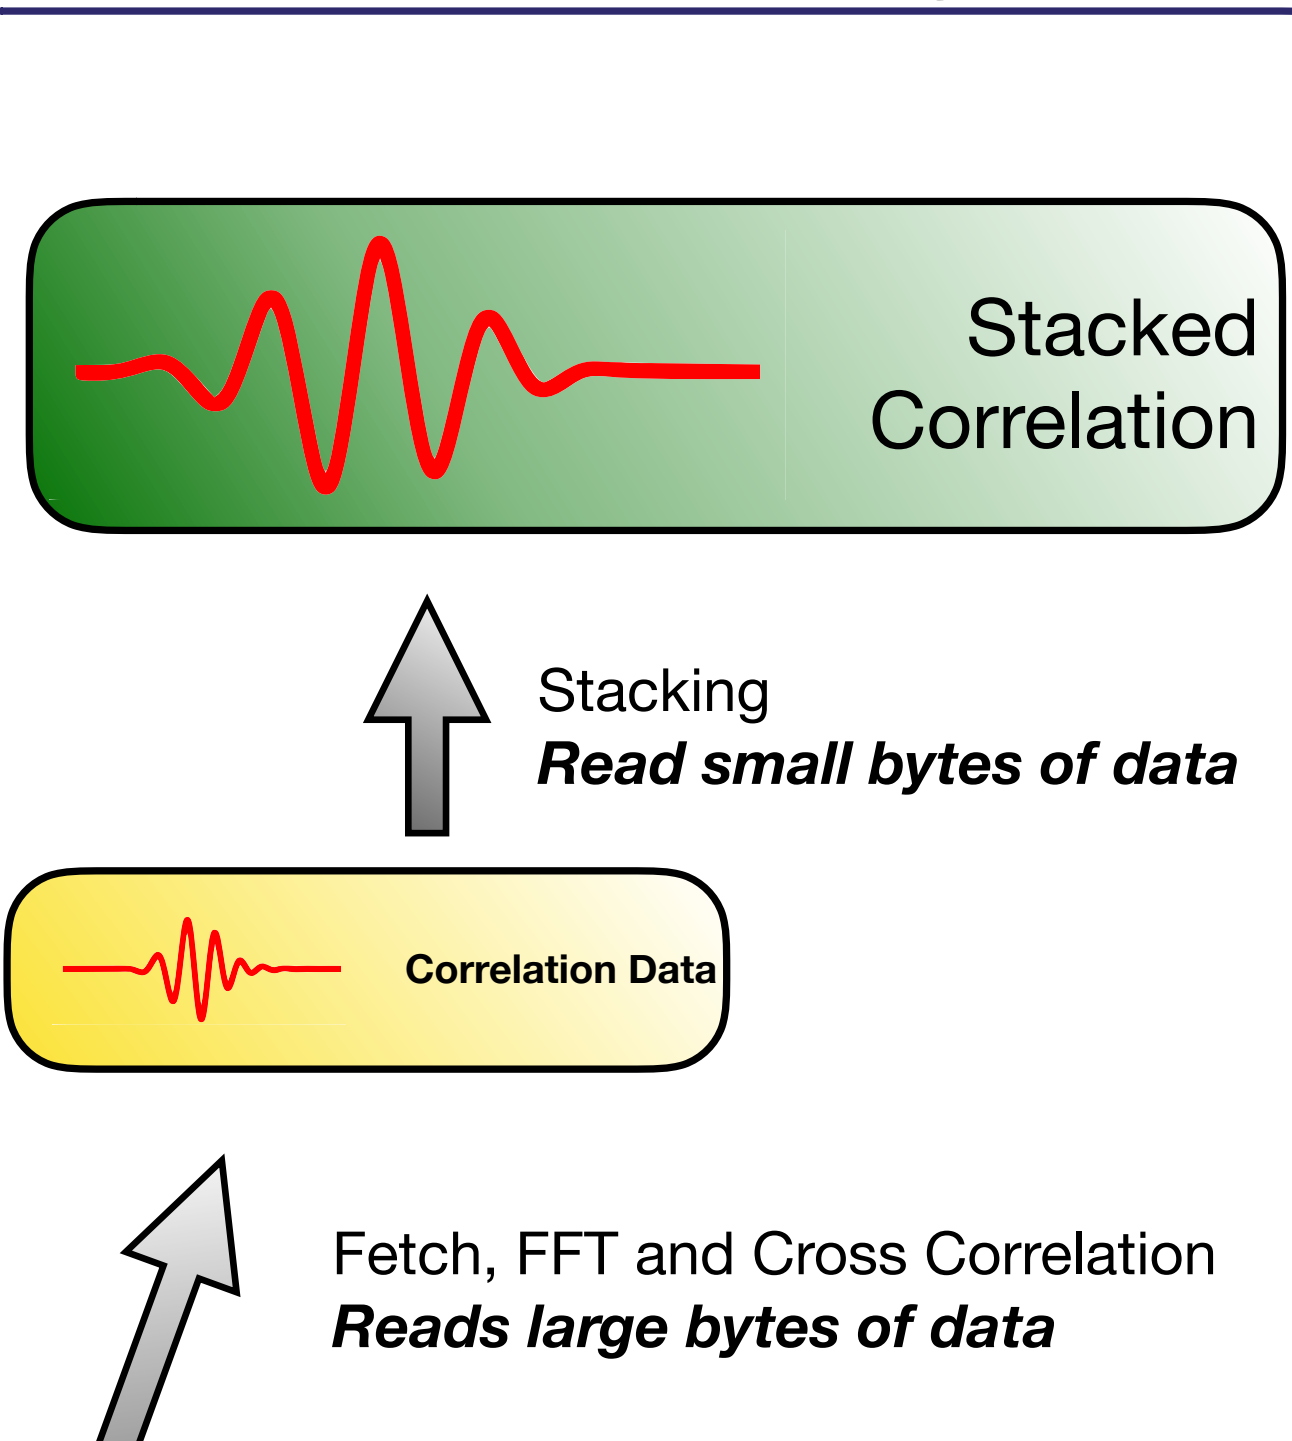 Stacked
Correlation
Stacking
Read small bytes of data
Correlation Data
Fetch, FFT and Cross Correlation
Reads large bytes of data